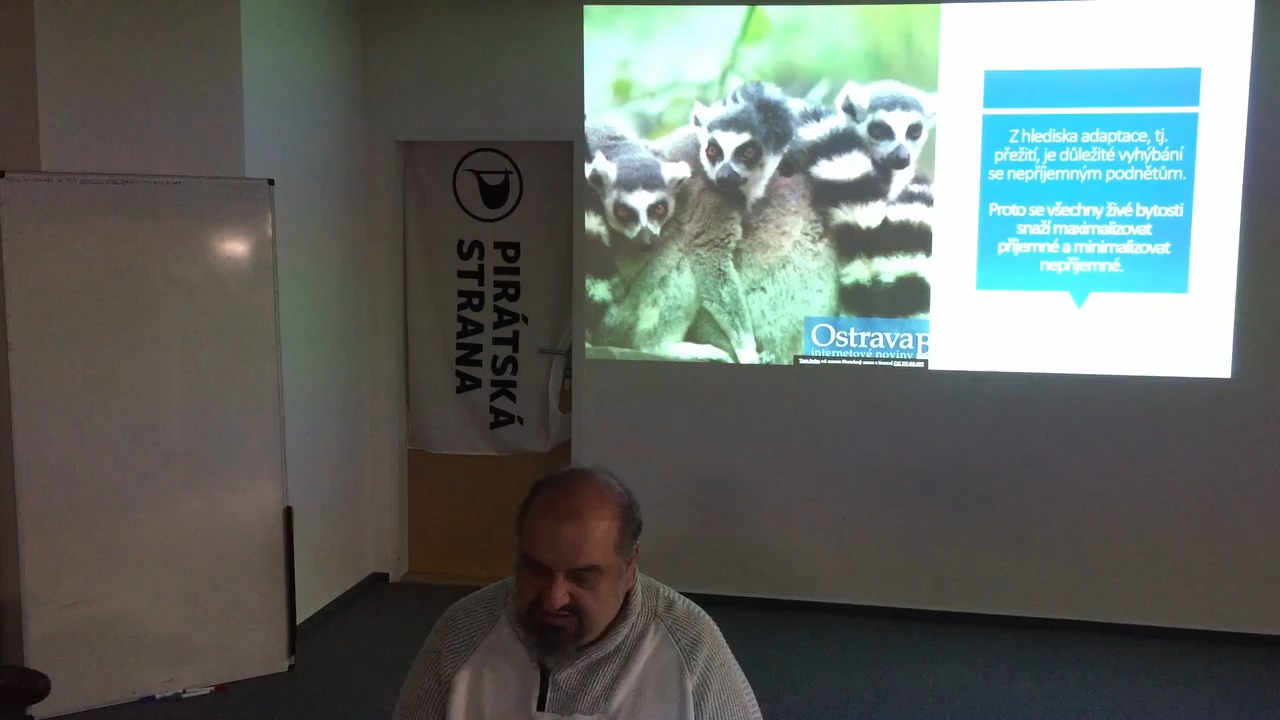 PIRÁTSKÁ
STRANA
Z hlediska adaptace, tj.
přežití, je důležité vyhýbání
se nepříjemným podnětům.
Proto se všechny živé bytosti
snaží maximalizovat
příjemné a minimalizovat
nepříjemné.
OstravaB
internetové noviny